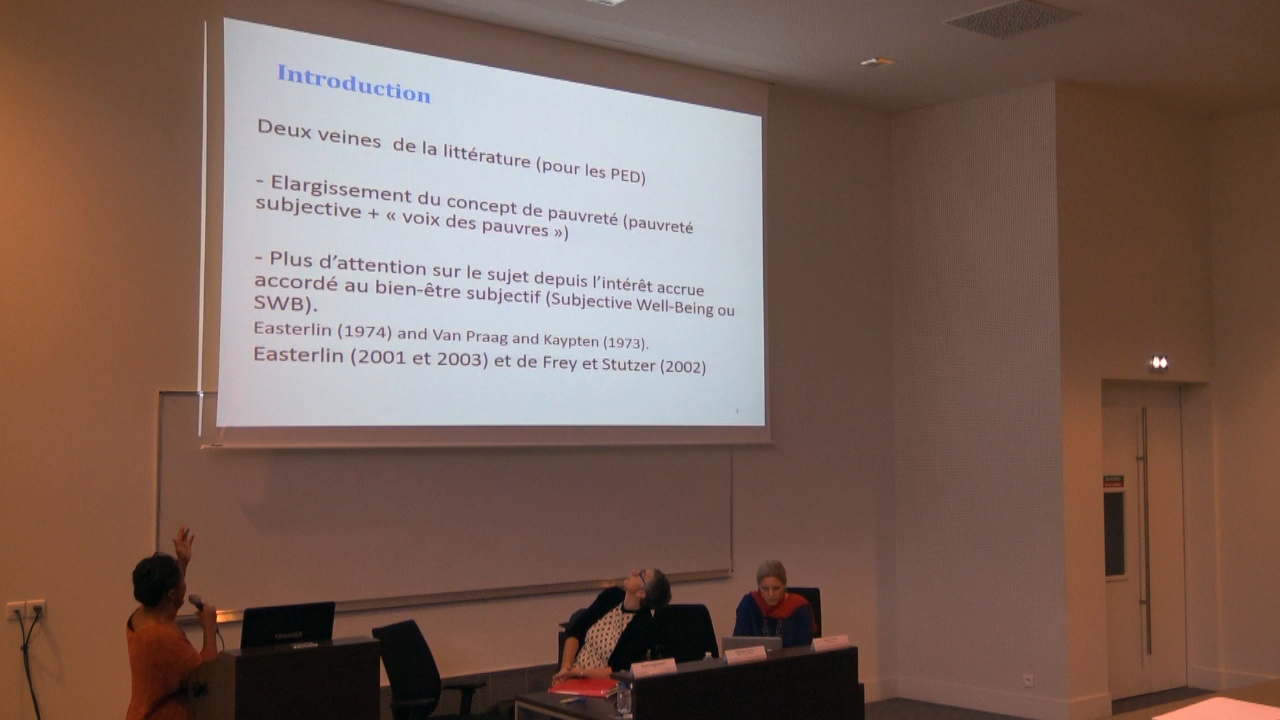 Introduction
Deux veines de la littérature (pour les PED)
- Elargissement du concept de pauvreté (pauvreté
subjective + « voix des pauvres »)
- Plus d'attention sur le sujet depuis l'intérêt accrue
accordé au bien-être subjectif (Subjective Well-Being ou
SWB).
Easterlin (1974) and Van Praag and Kaypten (1973).
Easterlin (2001 et 2003) et de Frey et Stutzer (2002)
TOSHIBA